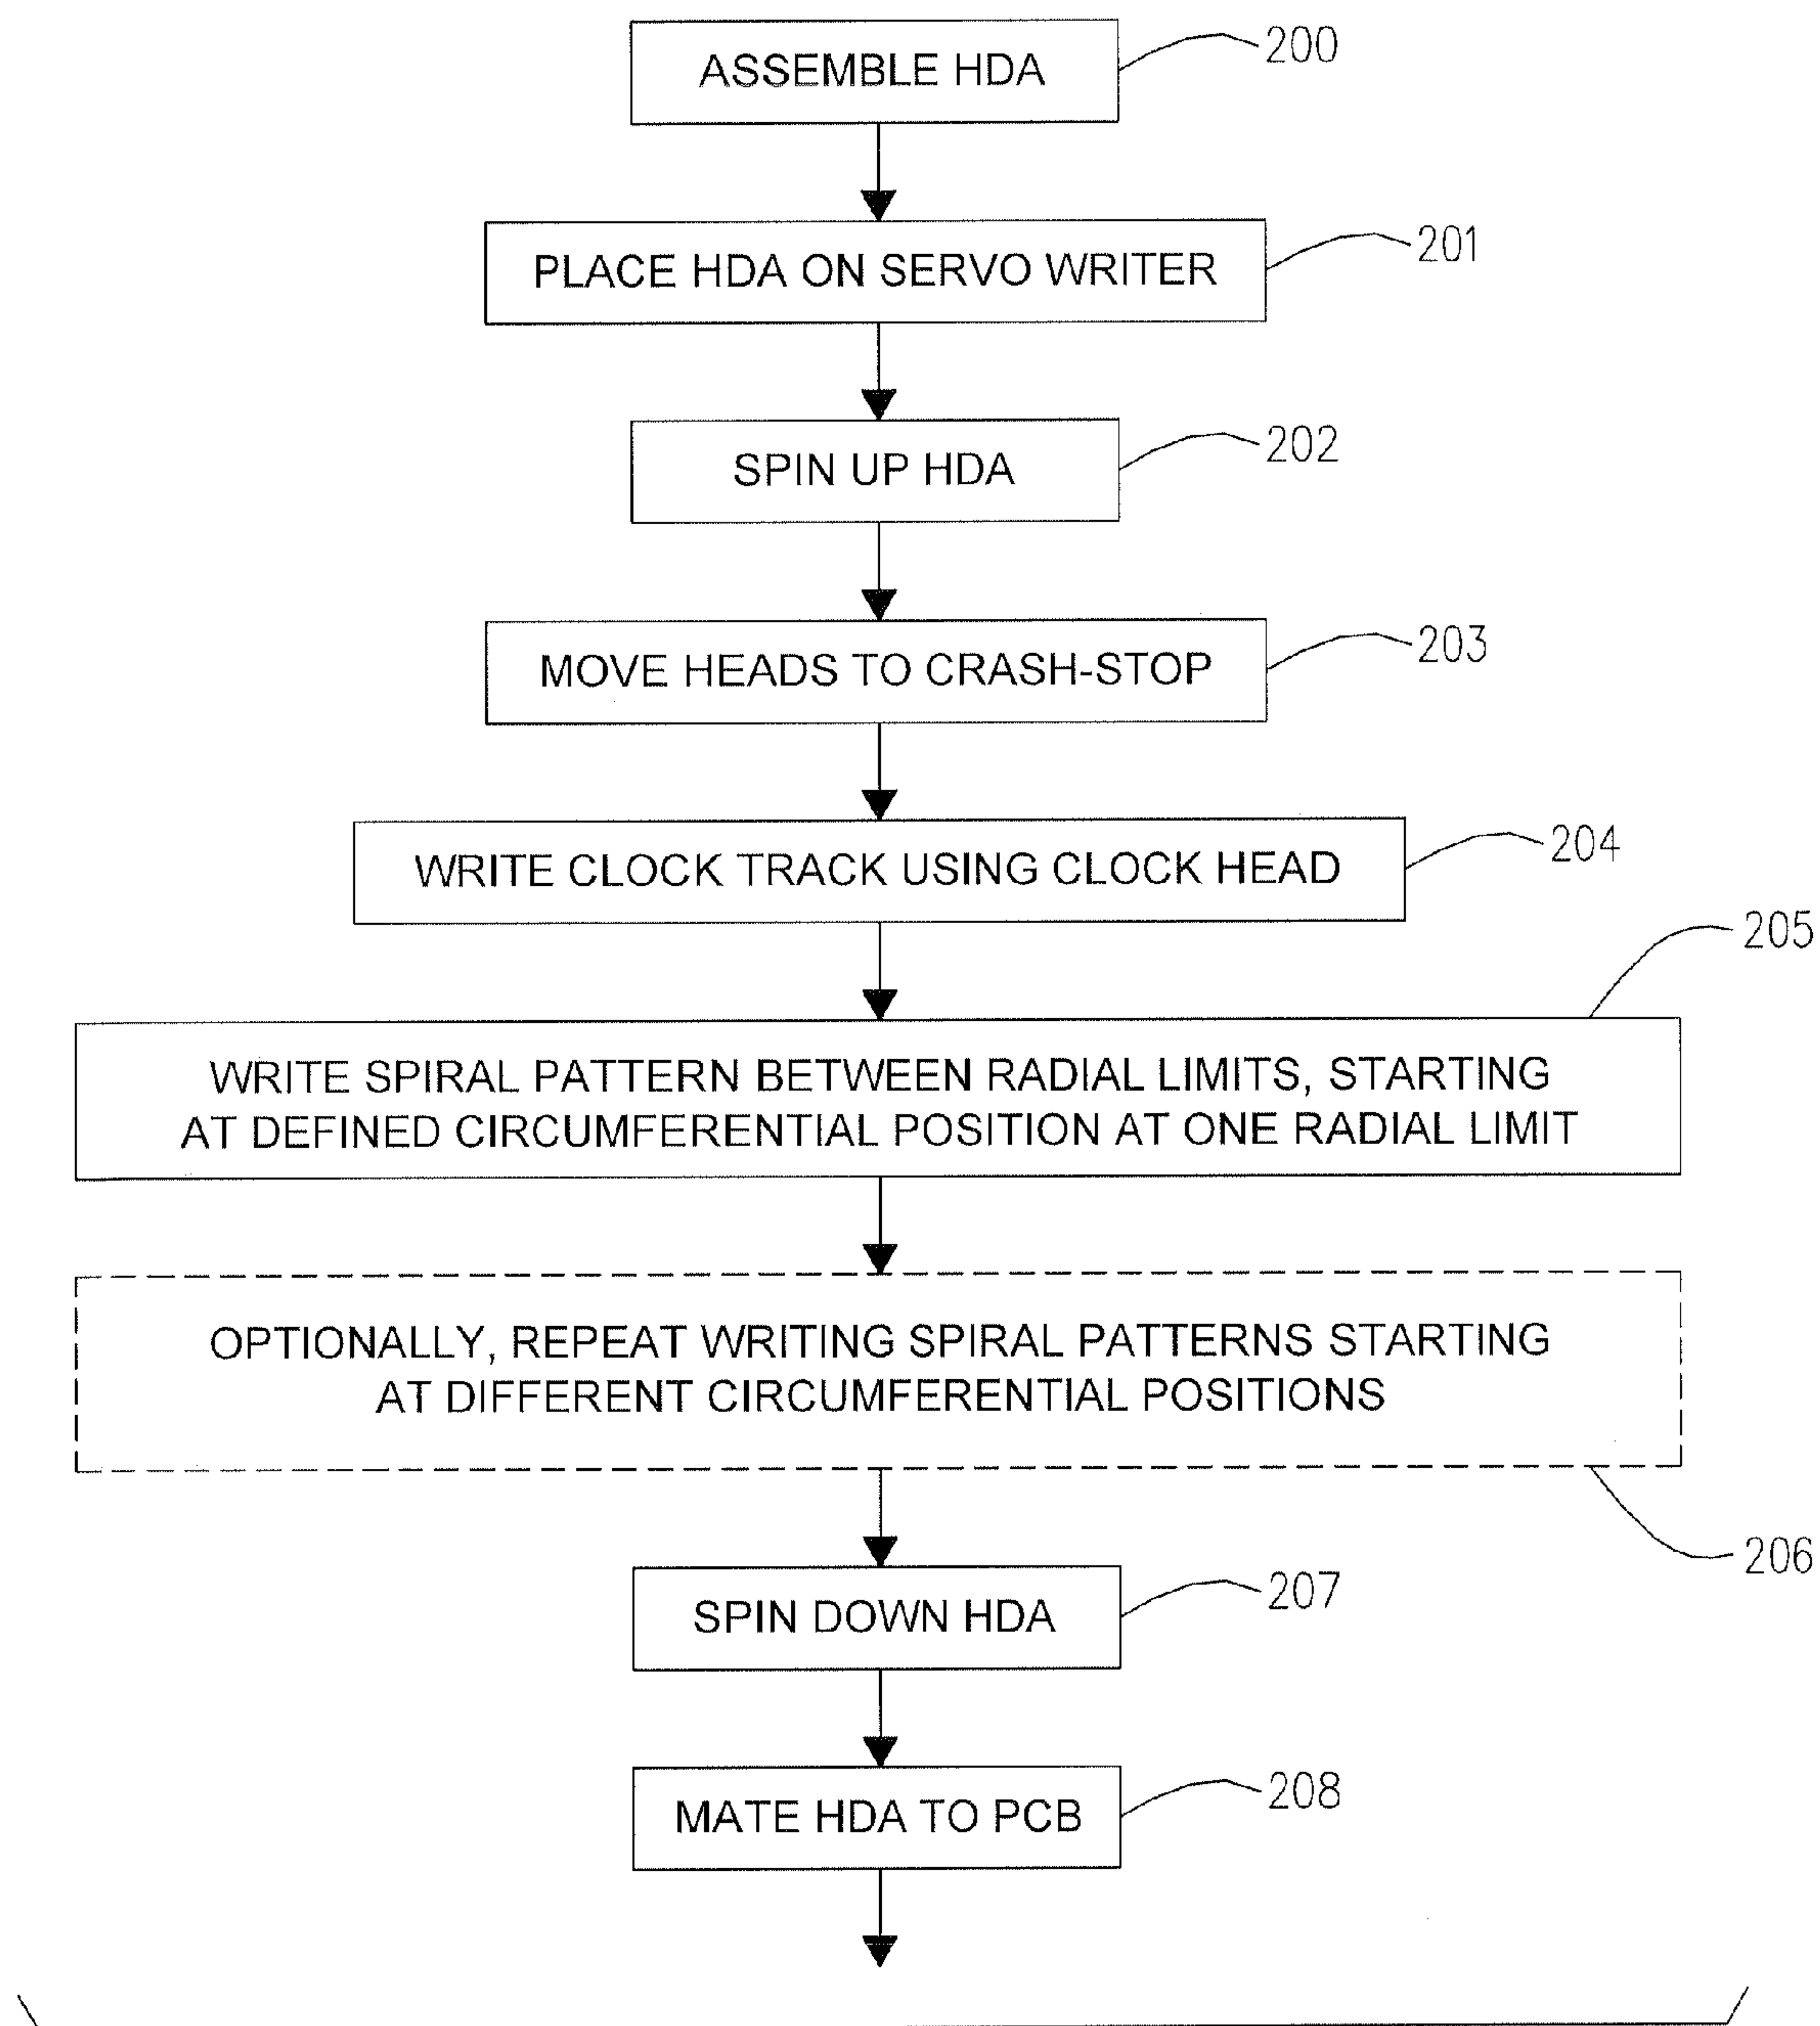 ASSEMBLE HDA
200
PLACE HDA ON SERVO WRITER
201
SPIN UP HDA
202
MOVE HEADS TO CRASH-STOP
203
WRITE CLOCK TRACK USING CLOCK HEAD
204
205
WRITE SPIRAL PATTERN BETWEEN RADIAL LIMITS, STARTING
AT DEFINED CIRCUMFERENTIAL POSITION AT ONE RADIAL LIMIT
OPTIONALLY, REPEAT WRITING SPIRAL PATTERNS STARTING
AT DIFFERENT CIRCUMFERENTIAL POSITIONS
206
SPIN DOWN HDA
207
MATE HDA TO PCB
208